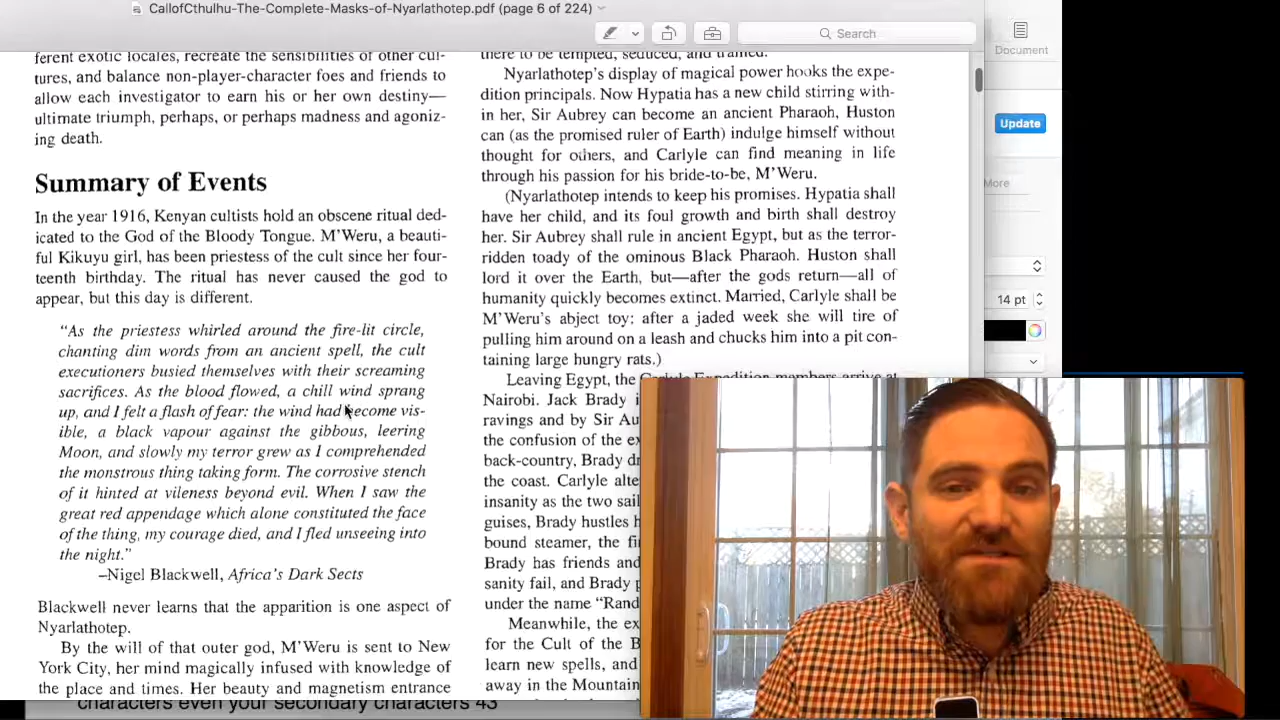 CallofCthulhu-The-Complete-Masks-of-Nyarlathotep.pdf (page 6 of 224)
Search
Document
Update
More
14 pt
ferent exotic locales, recreate the sensibilities of other cul-
tures, and balance non-player-character foes and friends to
allow each investigator to earn his or her own destiny—
ultimate triumph, perhaps, or perhaps madness and agoniz-
ing death.
Summary of Events
In the year 1916, Kenyan cultists hold an obscene ritual ded-
icated to the God of the Bloody Tongue. M'Weru, a beauti-
ful Kikuyu girl, has been priestess of the cult since her four-
teenth birthday. The ritual has never caused the god to
appear, but this day is different.
"As the priestess whirled around the fire-lit circle,
chanting dim words from an ancient spell, the cult
executioners busied themselves with their screaming
sacrifices. As the blood flowed, a chill wind sprang
up, and I felt a flash of fear: the wind had become vis-
ible, a black vapour against the gibbous, leering
Moon, and slowly my terror grew as I comprehended
the monstrous thing taking form. The corrosive stench
of it hinted at vileness beyond evil. When I saw the
great red appendage which alone constituted the face
of the thing, my courage died, and I fled unseeing into
the night."
–Nigel Blackwell, Africa's Dark Sects
Blackwell never learns that the apparition is one aspect of
Nyarlathotep.
By the will of that outer god, M'Weru is sent to New
York City, her mind magically infused with knowledge of
the place and times. Her beauty and magnetism entrance
there to be tempted, seduced, and trained.
Nyarlathotep's display of magical power hooks the expe-
dition principals. Now Hypatia has a new child stirring with-
in her, Sir Aubrey can become an ancient Pharaoh, Huston
can (as the promised ruler of Earth) indulge himself without
thought for others, and Carlyle can find meaning in life
through his passion for his bride-to-be, M'Weru.
(Nyarlathotep intends to keep his promises. Hypatia shall
have her child, and its foul growth and birth shall destroy
her. Sir Aubrey shall rule in ancient Egypt, but as the terror-
ridden toady of the ominous Black Pharaoh. Huston shall
lord it over the Earth, but—after the gods return—all of
humanity quickly becomes extinct. Married, Carlyle shall be
M'Weru's abject toy; after a jaded week she will tire of
pulling him around on a leash and chucks him into a pit con-
taining large hungry rats.)
Leaving Egypt, the Carlyle Expedition members arrive at
Nairobi. Jack Brady
ravings and by Sir Au
the confusion of the ex
back-country, Brady dr
the coast. Carlyle alte
insanity as the two sail
guises, Brady hustles h
bound steamer, the fi
Brady has friends and
sanity fail, and Brady p
under the name "Rand
Meanwhile, the ex
for the Cult of the B
learn new spells, and
away in the Mountain
characters even your secondary characters 43